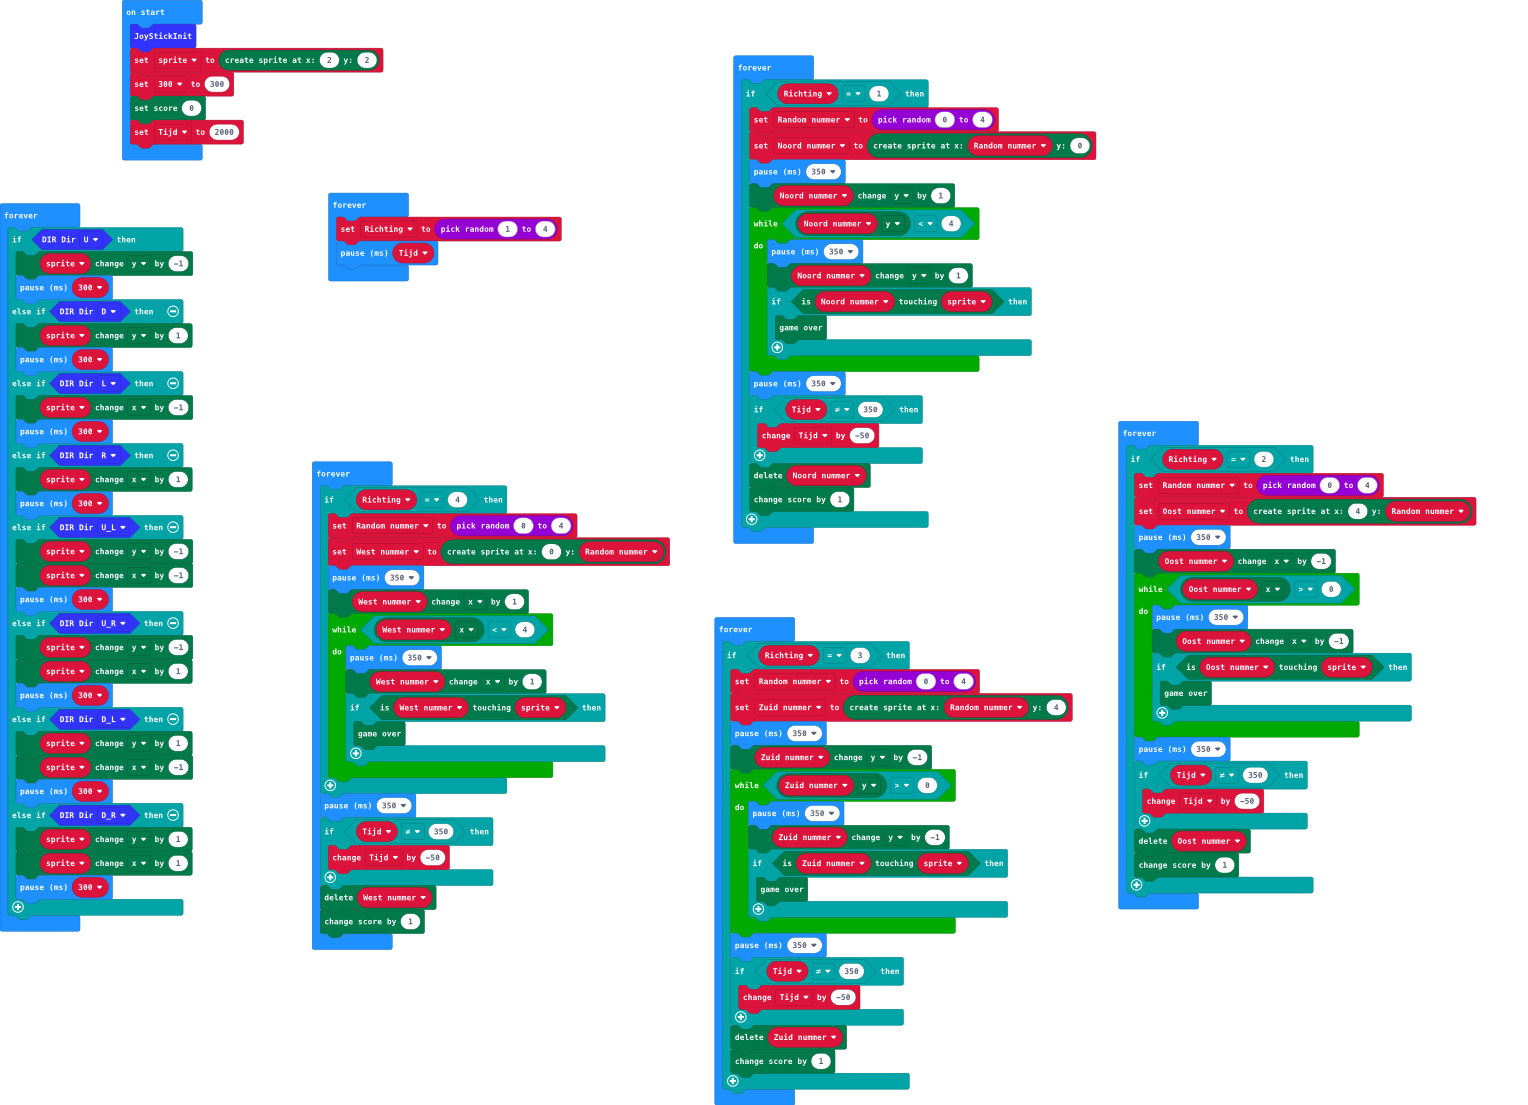 on start
JoyStickInit
set sprite to create sprite at x: 2 y: 2
set 300 to 300
set score 0
set Tijd to 2000
forever
if DIR Dir U then
sprite change y by -1
pause (ms) 300
else if DIR Dir D then
sprite change y by 1
pause (ms) 300
else if DIR Dir L then
sprite change x by -1
pause (ms) 300
else if DIR Dir R then
sprite change x by 1
pause (ms) 300
else if DIR Dir U_L then
sprite change y by -1
sprite change x by -1
pause (ms) 300
else if DIR Dir U_R then
sprite change y by -1
sprite change x by 1
pause (ms) 300
else if DIR Dir D_L then
sprite change y by 1
sprite change x by -1
pause (ms) 300
else if DIR Dir D_R then
sprite change y by 1
sprite change x by 1
pause (ms) 300
forever
set Richting to pick random 1 to 4
pause (ms) Tijd
forever
if Richting = 4 then
set Random nummer to pick random 0 to 4
set West nummer to create sprite at x: 0 y: Random nummer
pause (ms) 350
West nummer change x by 1
while West nummer x < 4
do pause (ms) 350
West nummer change x by 1
if is West nummer touching sprite then
game over
pause (ms) 350
if Tijd ≠ 350 then
change Tijd by -50
delete West nummer
change score by 1
forever
if Richting = 1 then
set Random nummer to pick random 0 to 4
set Noord nummer to create sprite at x: Random nummer y: 0
pause (ms) 350
Noord nummer change y by 1
while Noord nummer y < 4
do pause (ms) 350
Noord nummer change y by 1
if is Noord nummer touching sprite then
game over
pause (ms) 350
if Tijd ≠ 350 then
change Tijd by -50
delete Noord nummer
change score by 1
forever
if Richting = 3 then
set Random nummer to pick random 0 to 4
set Zuid nummer to create sprite at x: Random nummer y: 4
pause (ms) 350
Zuid nummer change y by -1
while Zuid nummer y > 0
do pause (ms) 350
Zuid nummer change y by -1
if is Zuid nummer touching sprite then
game over
pause (ms) 350
if Tijd ≠ 350 then
change Tijd by -50
delete Zuid nummer
change score by 1
forever
if Richting = 2 then
set Random nummer to pick random 0 to 4
set Oost nummer to create sprite at x: 4 y: Random nummer
pause (ms) 350
Oost nummer change x by -1
while Oost nummer x > 0
do pause (ms) 350
Oost nummer change x by -1
if is Oost nummer touching sprite then
game over
pause (ms) 350
if Tijd ≠ 350 then
change Tijd by -50
delete Oost nummer
change score by 1